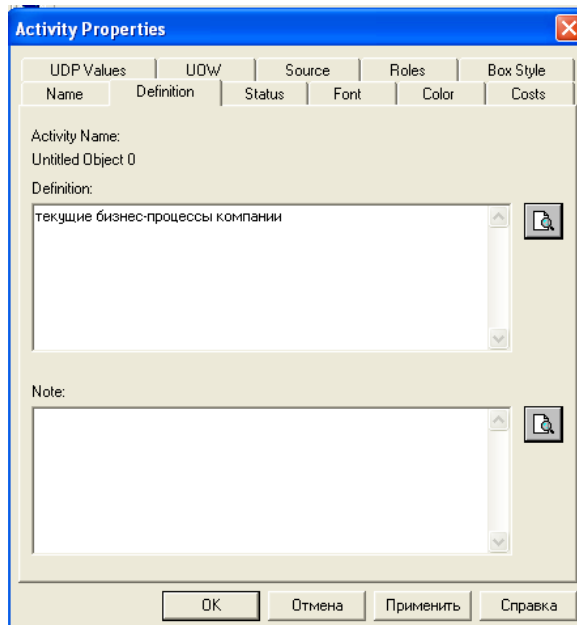 Activity Properties
UDP Values UOW Source Roles Box Style
Name Definition Status Font Color Costs
Activity Name:
Untitled Object 0
Definition:
текущие бизнес-процессы компании
Note:
OK Отмена Применить Справка